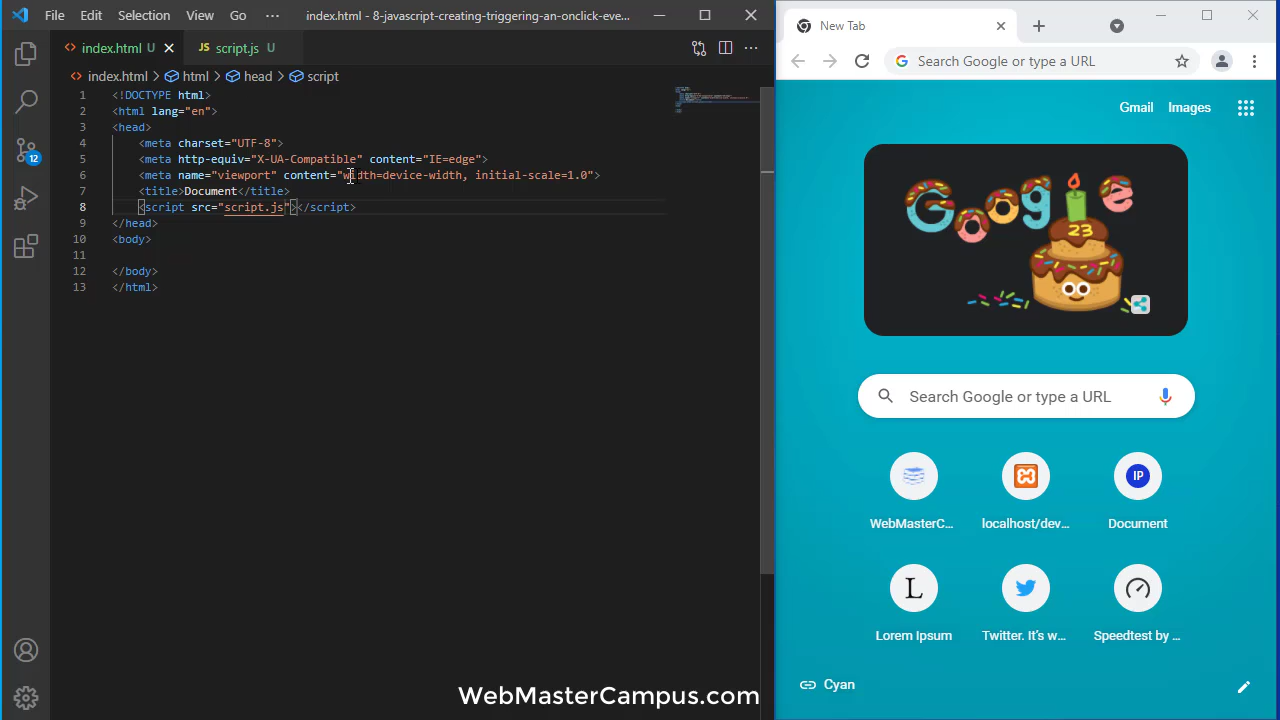 File Edit Selection View Go ··· index.html - 8-javascript-creating-triggering-an-onclick-eve...
index.html U script.js U
index.html > html > head > script
1 <!DOCTYPE html>
2 <html lang="en">
3 <head>
4 <meta charset="UTF-8">
5 <meta http-equiv="X-UA-Compatible" content="IE=edge">
6 <meta name="viewport" content="width=device-width, initial-scale=1.0">
7 <title>Document</title>
8 <script src="script.js"></script>
9 </head>
10 <body>
11
12 </body>
13 </html>
12
WebMasterCampus.com
New Tab
Search Google or type a URL
Gmail Images
Google
23
Search Google or type a URL
IP
WebMasterC... localhost/dev... Document
L
Lorem Ipsum Twitter. It's w... Speedtest by ...
Cyan